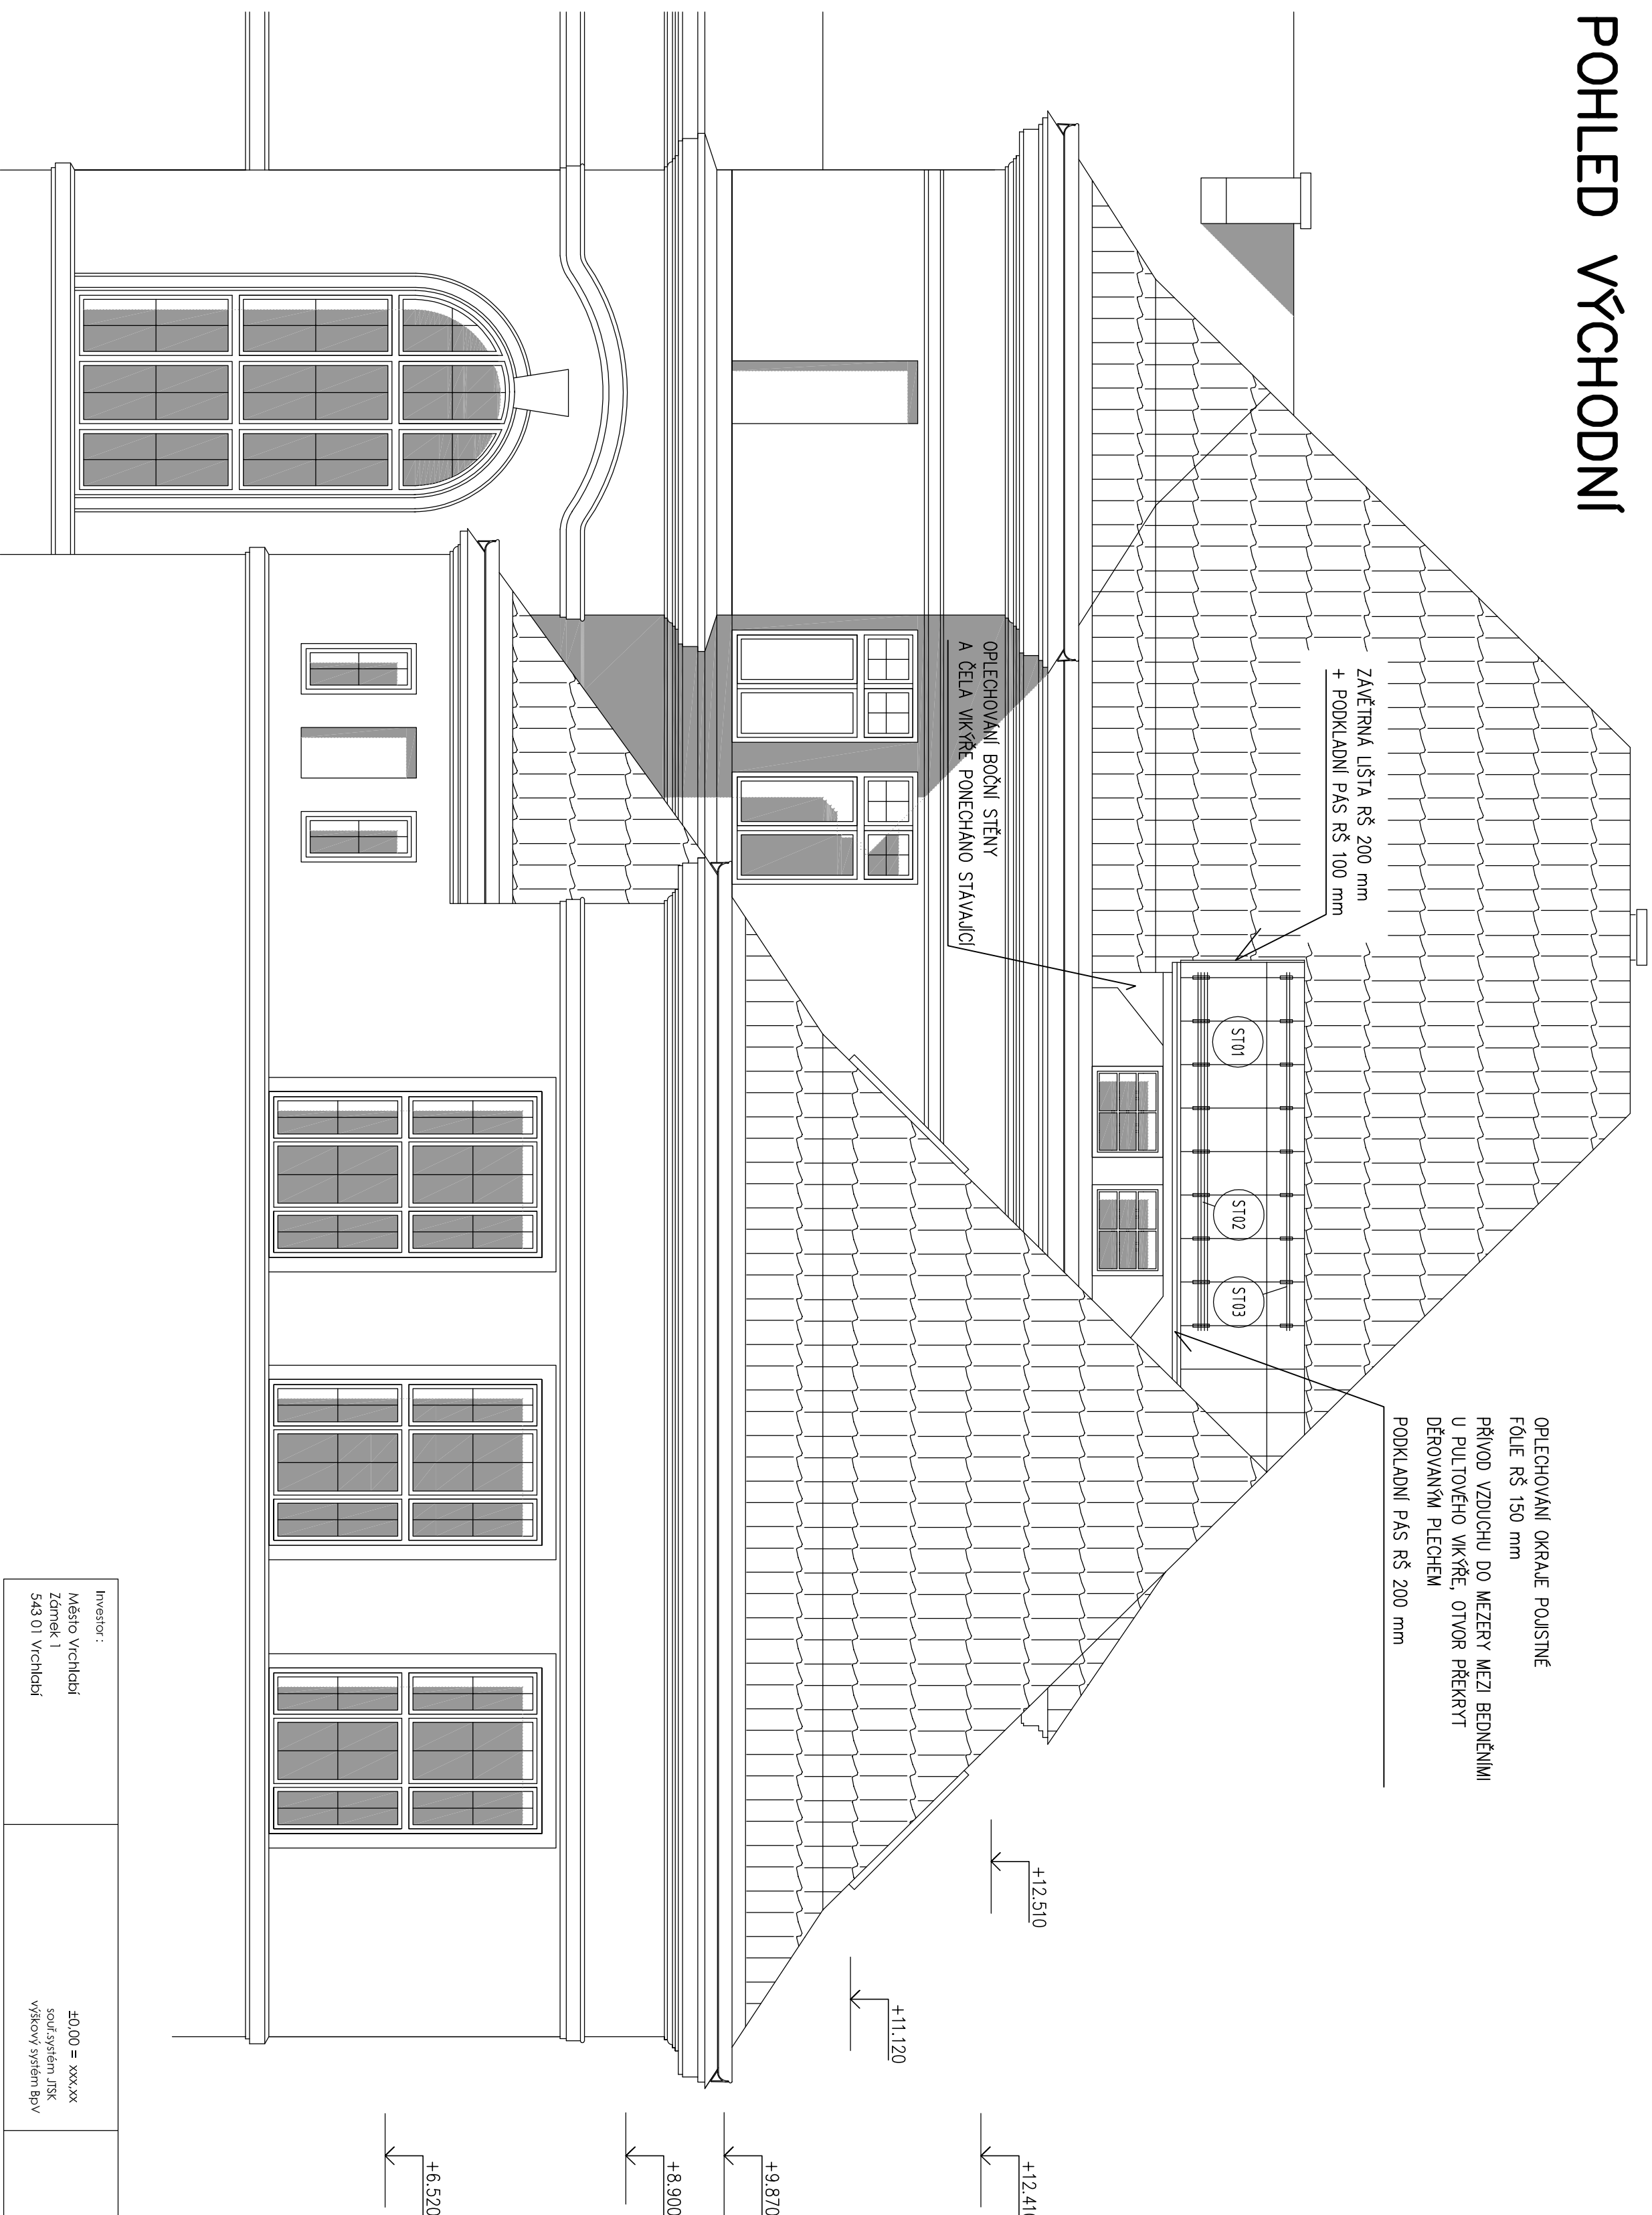 POHLED VÝCHODNÍ
OPLECHOVÁNÍ OKRAJE POJISTNÉ
FÓLIE RŠ 150 mm
PŘÍVOD VZDUCHU DO MEZERY MEZI BEDNĚNÍMI
U PULTOVÉHO VIKÝŘE, OTVOR PŘEKRYT
DĚROVANÝM PLECHEM
PODKLADNÍ PÁS RŠ 200 mm
ZÁVĚTRNÁ LIŠTA RŠ 200 mm
+ PODKLADNÍ PÁS RŠ 100 mm
ST01
ST02
ST03
OPLECHOVÁNÍ BOČNÍ STĚNY
A ČELA VIKÝŘE PONECHÁNO STÁVAJÍCÍ
+12.510
+12.410
+11.120
+9.870
+8.900
+6.520
Investor:
Město Vrchlabí
Zámek 1
543 01 Vrchlabí
±0,00 = xxx,xx
souř.systém JTSK
výškový systém BpV